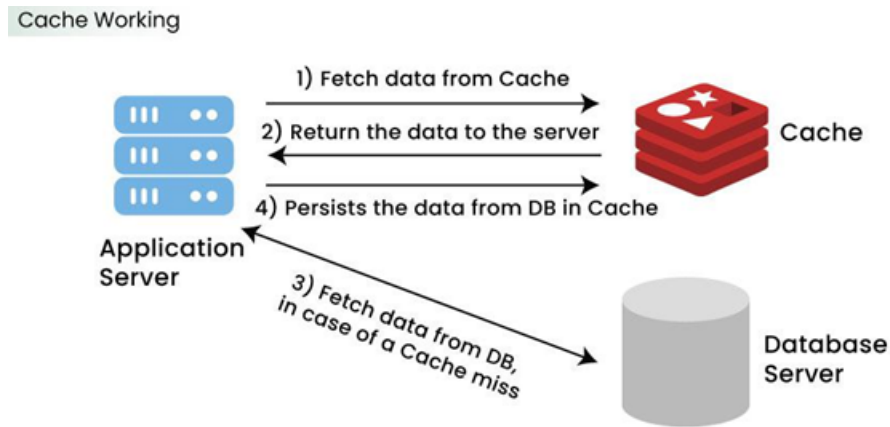 Cache Working
1) Fetch data from Cache
2) Return the data to the server
Cache
4) Persists the data from DB in Cache
Application
Server
3) Fetch data from DB,
in case of a Cache miss
Database
Server